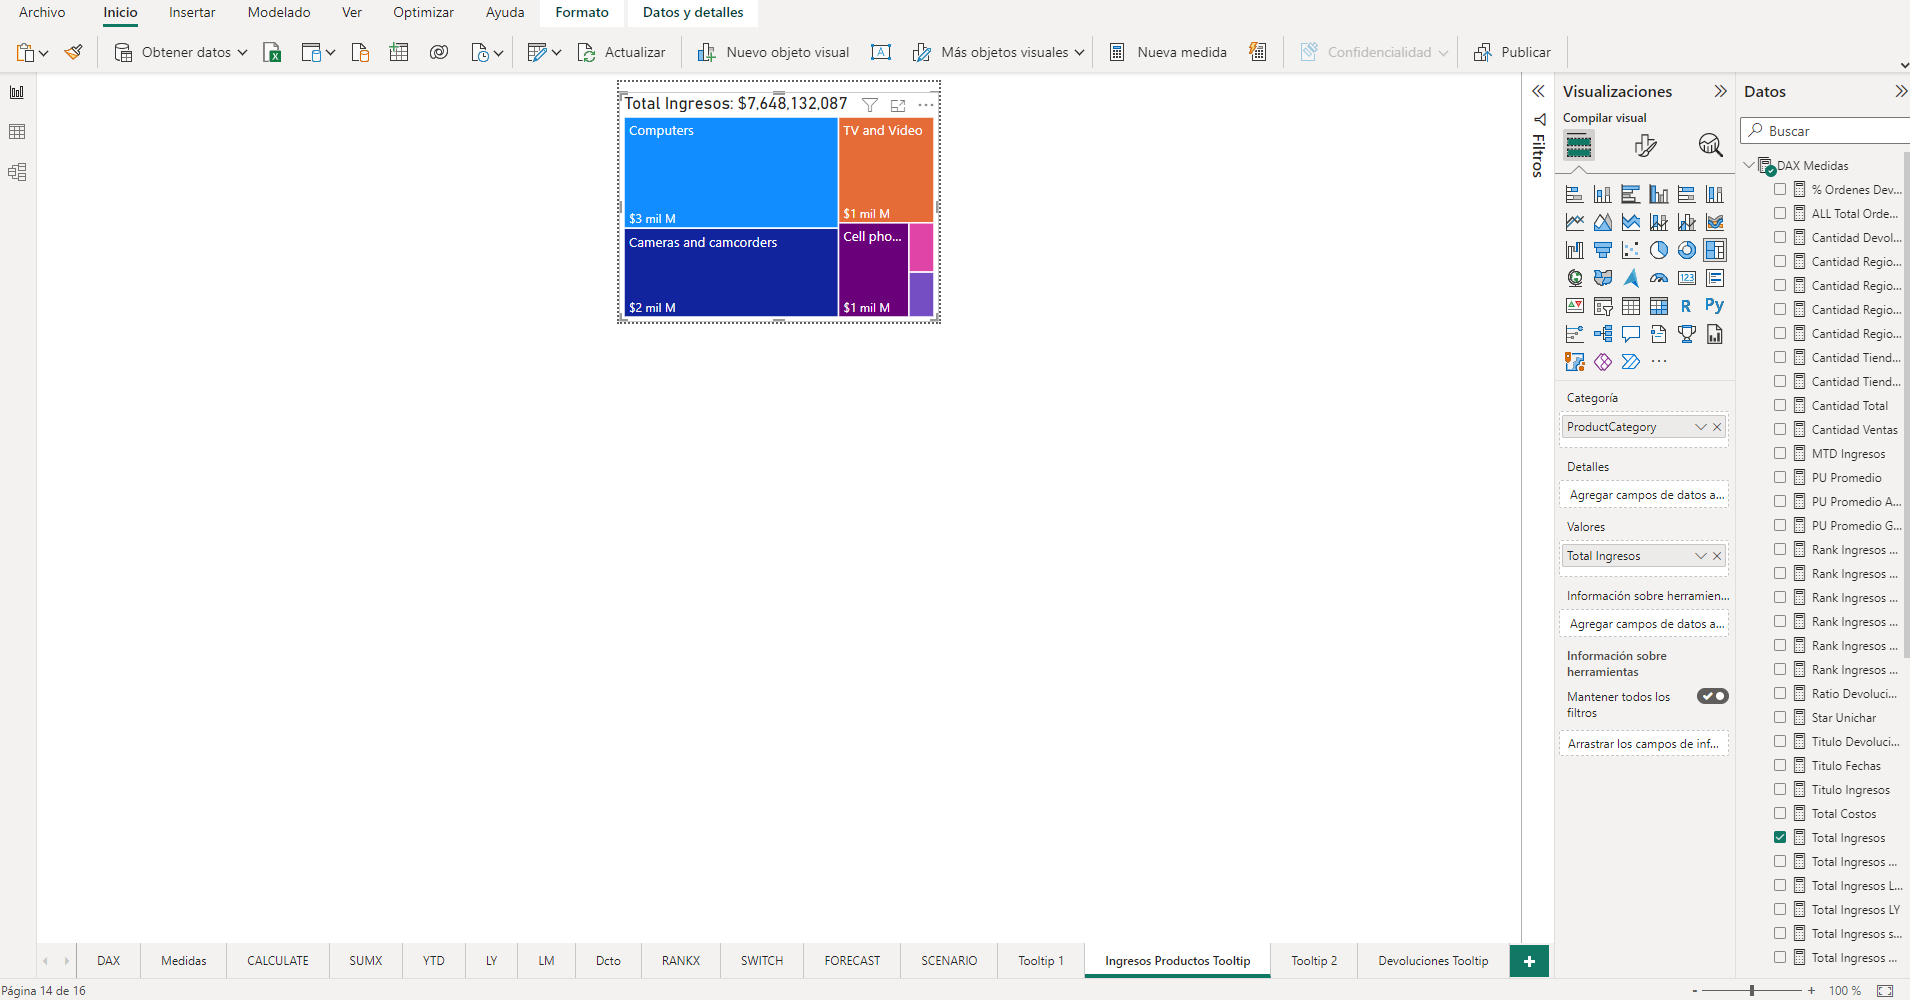 Archivo Inicio Insertar Modelado Ver Optimizar Ayuda Formato Datos y detalles
Obtener datos Actualizar Nuevo objeto visual A Más objetos visuales Nueva medida Confidencialidad Publicar
Total Ingresos: $7,648,132,087
Computers
$3 mil M
Cameras and camcorders
$2 mil M
TV and Video
$1 mil M
Cell pho...
$1 mil M
Filtros
Visualizaciones
Compilar visual
123
R Py
Categoría
ProductCategory
Detalles
Agregar campos de datos a...
Valores
Total Ingresos
Información sobre herramien...
Agregar campos de datos a...
Información sobre
herramientas
Mantener todos los
filtros
Arrastrar los campos de inf...
Datos
Buscar
DAX Medidas
% Ordenes Dev...
ALL Total Orde...
Cantidad Devol...
Cantidad Regio...
Cantidad Regio...
Cantidad Regio...
Cantidad Regio...
Cantidad Tiend...
Cantidad Tiend...
Cantidad Total
Cantidad Ventas
MTD Ingresos
PU Promedio
PU Promedio A...
PU Promedio G...
Rank Ingresos ...
Rank Ingresos ...
Rank Ingresos ...
Rank Ingresos ...
Rank Ingresos ...
Rank Ingresos ...
Ratio Devoluci...
Star Unichar
Titulo Devoluci...
Titulo Fechas
Titulo Ingresos
Total Costos
Total Ingresos
Total Ingresos ...
Total Ingresos L...
Total Ingresos LY
Total Ingresos s...
Total Ingresos ...
DAX Medidas CALCULATE SUMX YTD LY LM Dcto RANKX SWITCH FORECAST SCENARIO Tooltip 1 Ingresos Productos Tooltip Tooltip 2 Devoluciones Tooltip +
Página 14 de 16
- + 100 %